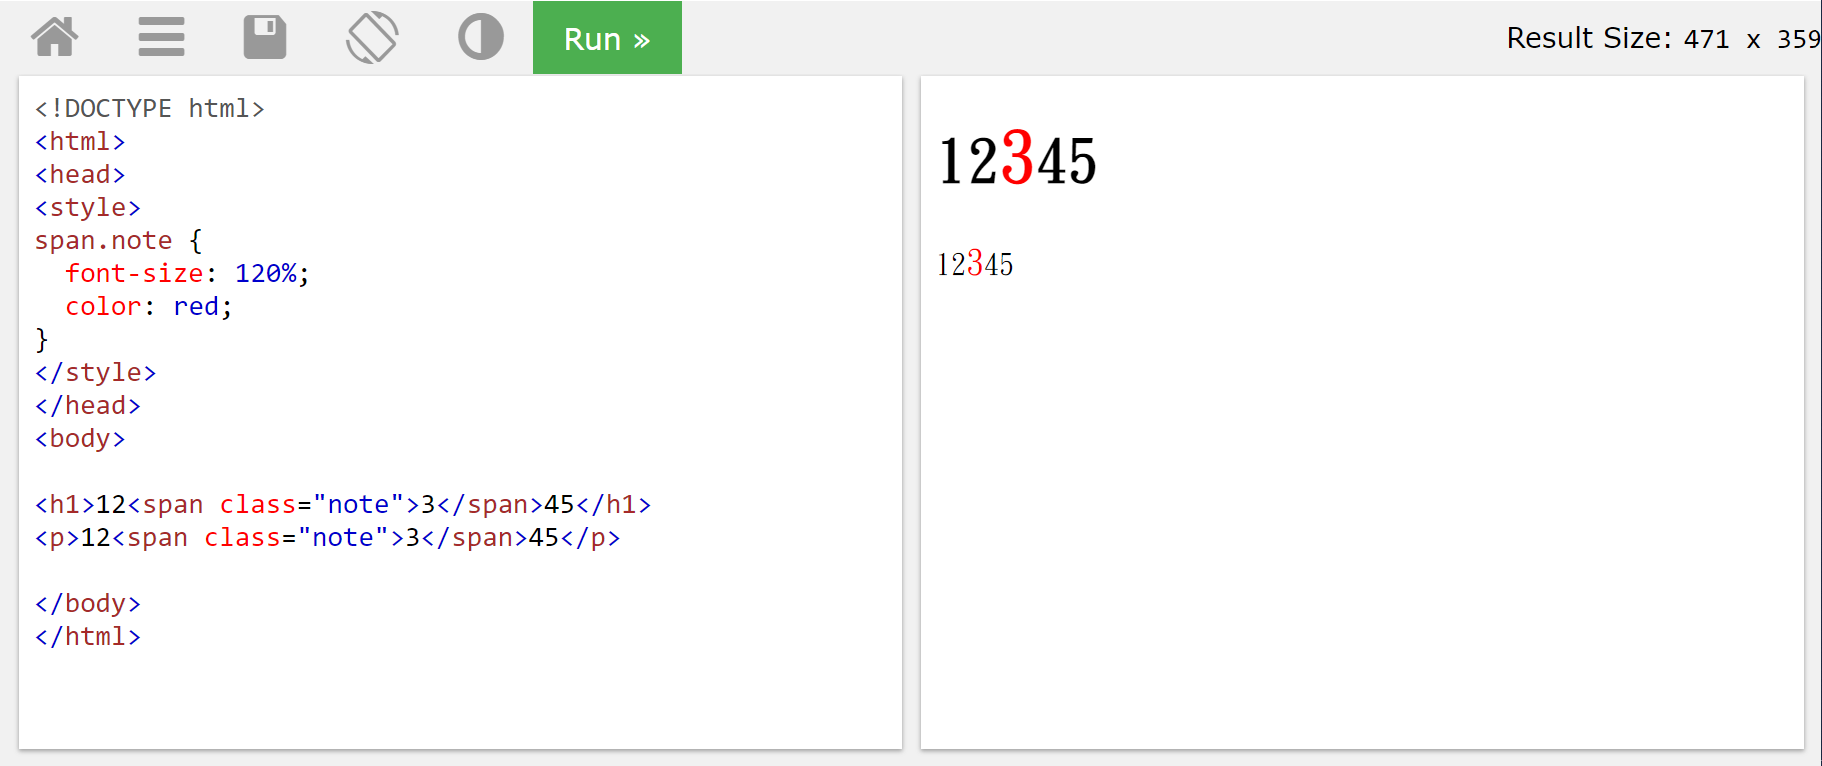 Run »
Result Size: 471 x 359
<!DOCTYPE html>
<html>
<head>
<style>
span.note {
  font-size: 120%;
  color: red;
}
</style>
</head>
<body>

<h1>12<span class="note">3</span>45</h1>
<p>12<span class="note">3</span>45</p>

</body>
</html>
12345
12345